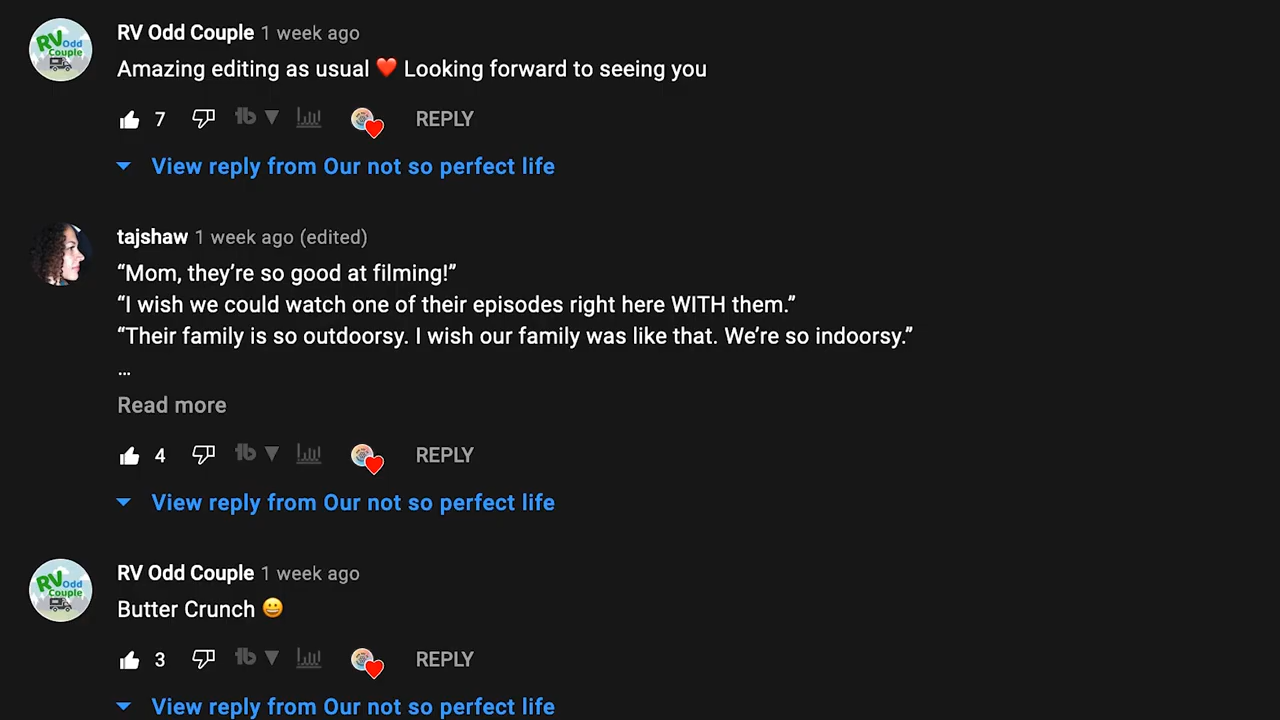 RV Odd Couple 1 week ago
Amazing editing as usual ❤️ Looking forward to seeing you
7 REPLY
View reply from Our not so perfect life
tajshaw 1 week ago (edited)
“Mom, they’re so good at filming!”
“I wish we could watch one of their episodes right here WITH them.”
“Their family is so outdoorsy. I wish our family was like that. We’re so indoorsy.”
...
Read more
4 REPLY
View reply from Our not so perfect life
RV Odd Couple 1 week ago
Butter Crunch 😀
3 REPLY
View reply from Our not so perfect life